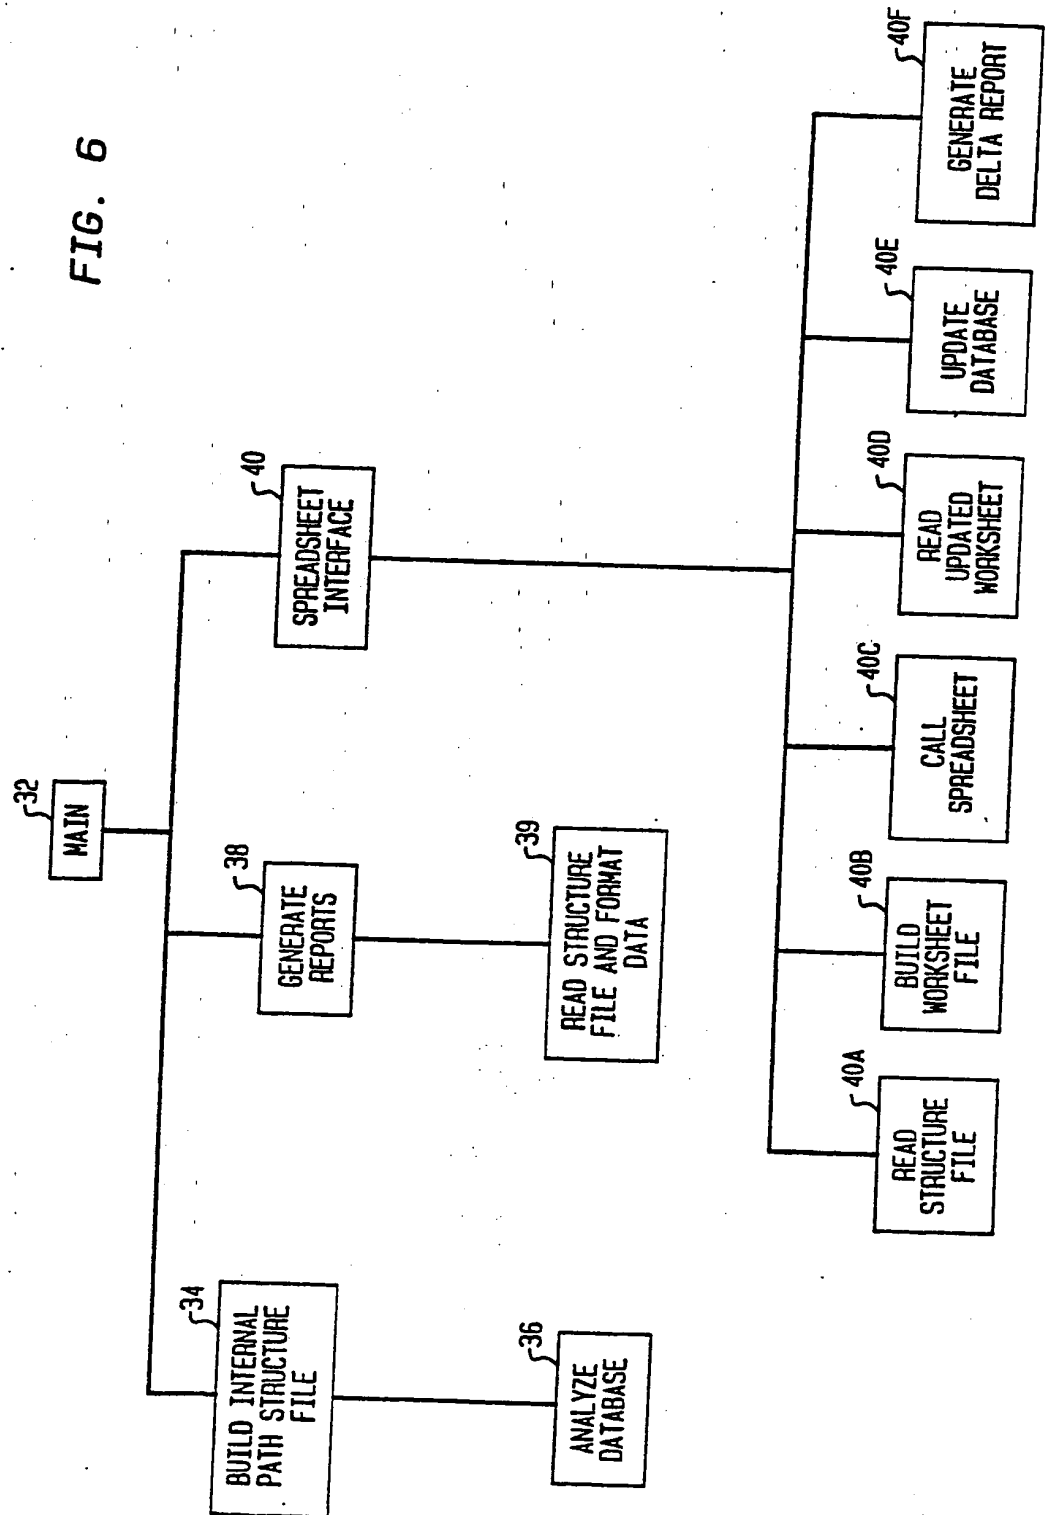 FIG. 6
32
MAIN
34
BUILD INTERNAL
PATH STRUCTURE
FILE
38
GENERATE
REPORTS
40
SPREADSHEET
INTERFACE
36
ANALYZE
DATABASE
39
READ STRUCTURE
FILE AND FORMAT
DATA
40A
READ
STRUCTURE
FILE
40B
BUILD
WORKSHEET
FILE
40C
CALL
SPREADSHEET
40D
READ
UPDATED
WORKSHEET
40E
UPDATE
DATABASE
40F
GENERATE
DELTA REPORT